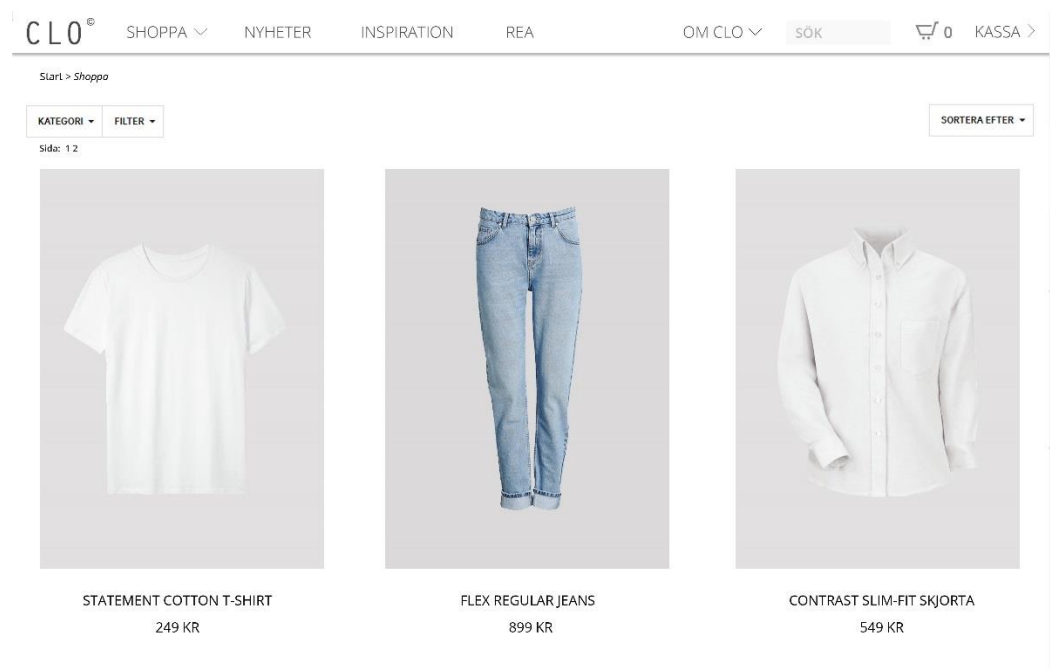 CLO© SHOPPA NYHETER INSPIRATION REA OM CLO SÖK 0 KASSA
Start > Shoppa
KATEGORI FILTER SORTERA EFTER
Sida: 1 2
STATEMENT COTTON T-SHIRT FLEX REGULAR JEANS CONTRAST SLIM-FIT SKJORTA
249 KR 899 KR 549 KR